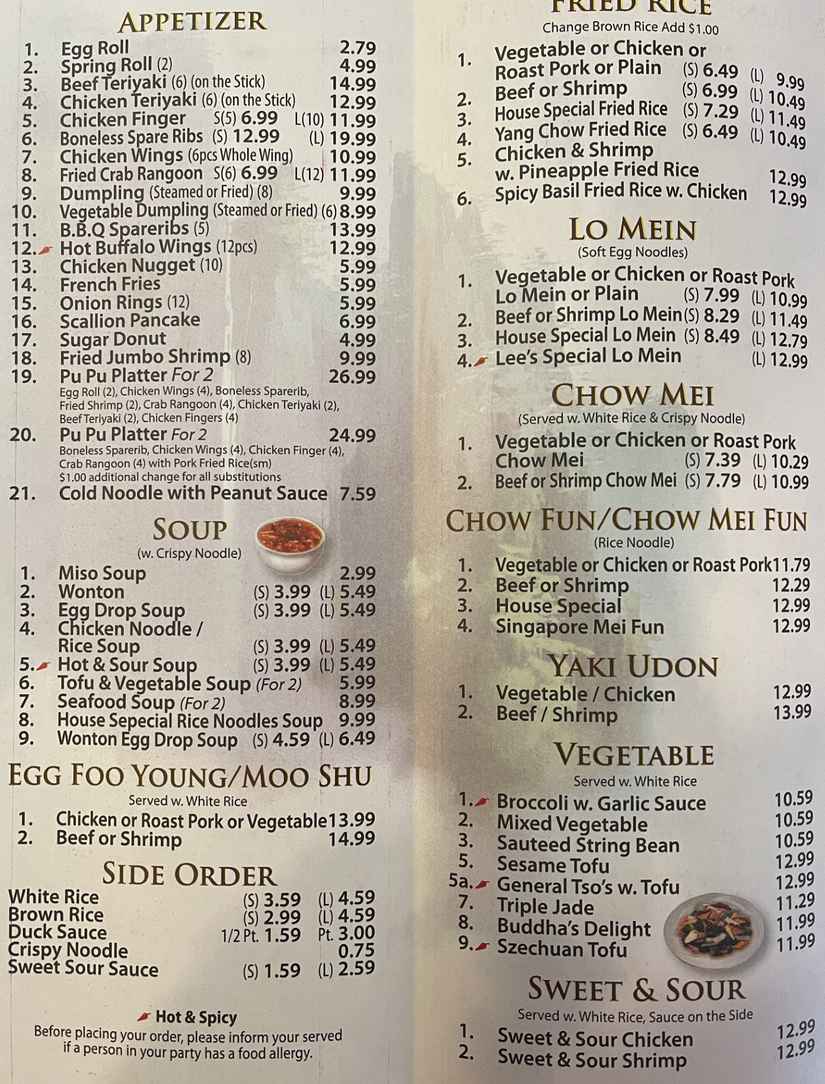 APPETIZER
1. Egg Roll 2.79
2. Spring Roll (2) 4.99
3. Beef Teriyaki (6) (on the Stick) 14.99
4. Chicken Teriyaki (6) (on the Stick) 12.99
5. Chicken Finger S(5) 6.99 L(10) 11.99
6. Boneless Spare Ribs (S) 12.99 (L) 19.99
7. Chicken Wings (6pcs Whole Wing) 10.99
8. Fried Crab Rangoon S(6) 6.99 L(12) 11.99
9. Dumpling (Steamed or Fried) (8) 9.99
10. Vegetable Dumpling (Steamed or Fried) (6) 8.99
11. B.B.Q Spareribs (5) 13.99
12. Hot Buffalo Wings (12pcs) 12.99
13. Chicken Nugget (10) 5.99
14. French Fries 5.99
15. Onion Rings (12) 5.99
16. Scallion Pancake 6.99
17. Sugar Donut 4.99
18. Fried Jumbo Shrimp (8) 9.99
19. Pu Pu Platter For 2 26.99
Egg Roll (2), Chicken Wings (4), Boneless Sparerib,
Fried Shrimp (2), Crab Rangoon (4), Chicken Teriyaki (2),
Beef Teriyaki (2), Chicken Fingers (4)
20. Pu Pu Platter For 2 24.99
Boneless Sparerib, Chicken Wings (4), Chicken Finger (4),
Crab Rangoon (4) with Pork Fried Rice(sm)
$1.00 additional change for all substitutions
21. Cold Noodle with Peanut Sauce 7.59
SOUP
(w. Crispy Noodle)
1. Miso Soup 2.99
2. Wonton (S) 3.99 (L) 5.49
3. Egg Drop Soup (S) 3.99 (L) 5.49
4. Chicken Noodle /
Rice Soup (S) 3.99 (L) 5.49
5. Hot & Sour Soup (S) 3.99 (L) 5.49
6. Tofu & Vegetable Soup (For 2) 5.99
7. Seafood Soup (For 2) 8.99
8. House Sepecial Rice Noodles Soup 9.99
9. Wonton Egg Drop Soup (S) 4.59 (L) 6.49
EGG FOO YOUNG/MOO SHU
Served w. White Rice
1. Chicken or Roast Pork or Vegetable 13.99
2. Beef or Shrimp 14.99
SIDE ORDER
White Rice (S) 3.59 (L) 4.59
Brown Rice (S) 2.99 (L) 4.59
Duck Sauce 1/2 Pt. 1.59 Pt. 3.00
Crispy Noodle 0.75
Sweet Sour Sauce (S) 1.59 (L) 2.59
Hot & Spicy
Before placing your order, please inform your served
if a person in your party has a food allergy.
FRIED RICE
Change Brown Rice Add $1.00
1. Vegetable or Chicken or
Roast Pork or Plain (S) 6.49 (L) 9.99
2. Beef or Shrimp (S) 6.99 (L) 10.49
3. House Special Fried Rice (S) 7.29 (L) 11.49
4. Yang Chow Fried Rice (S) 6.49 (L) 10.49
5. Chicken & Shrimp
w. Pineapple Fried Rice 12.99
6. Spicy Basil Fried Rice w. Chicken 12.99
LO MEIN
(Soft Egg Noodles)
1. Vegetable or Chicken or Roast Pork
Lo Mein or Plain (S) 7.99 (L) 10.99
2. Beef or Shrimp Lo Mein (S) 8.29 (L) 11.49
3. House Special Lo Mein (S) 8.49 (L) 12.79
4. Lee's Special Lo Mein (L) 12.99
CHOW MEI
(Served w. White Rice & Crispy Noodle)
1. Vegetable or Chicken or Roast Pork
Chow Mei (S) 7.39 (L) 10.29
2. Beef or Shrimp Chow Mei (S) 7.79 (L) 10.99
CHOW FUN/CHOW MEI FUN
(Rice Noodle)
1. Vegetable or Chicken or Roast Pork 11.79
2. Beef or Shrimp 12.29
3. House Special 12.99
4. Singapore Mei Fun 12.99
YAKI UDON
1. Vegetable / Chicken 12.99
2. Beef / Shrimp 13.99
VEGETABLE
Served w. White Rice
1. Broccoli w. Garlic Sauce 10.59
2. Mixed Vegetable 10.59
3. Sauteed String Bean 10.59
5. Sesame Tofu 12.99
5a. General Tso's w. Tofu 12.99
7. Triple Jade 11.29
8. Buddha's Delight 11.99
9. Szechuan Tofu 11.99
SWEET & SOUR
Served w. White Rice, Sauce on the Side
1. Sweet & Sour Chicken 12.99
2. Sweet & Sour Shrimp 12.99